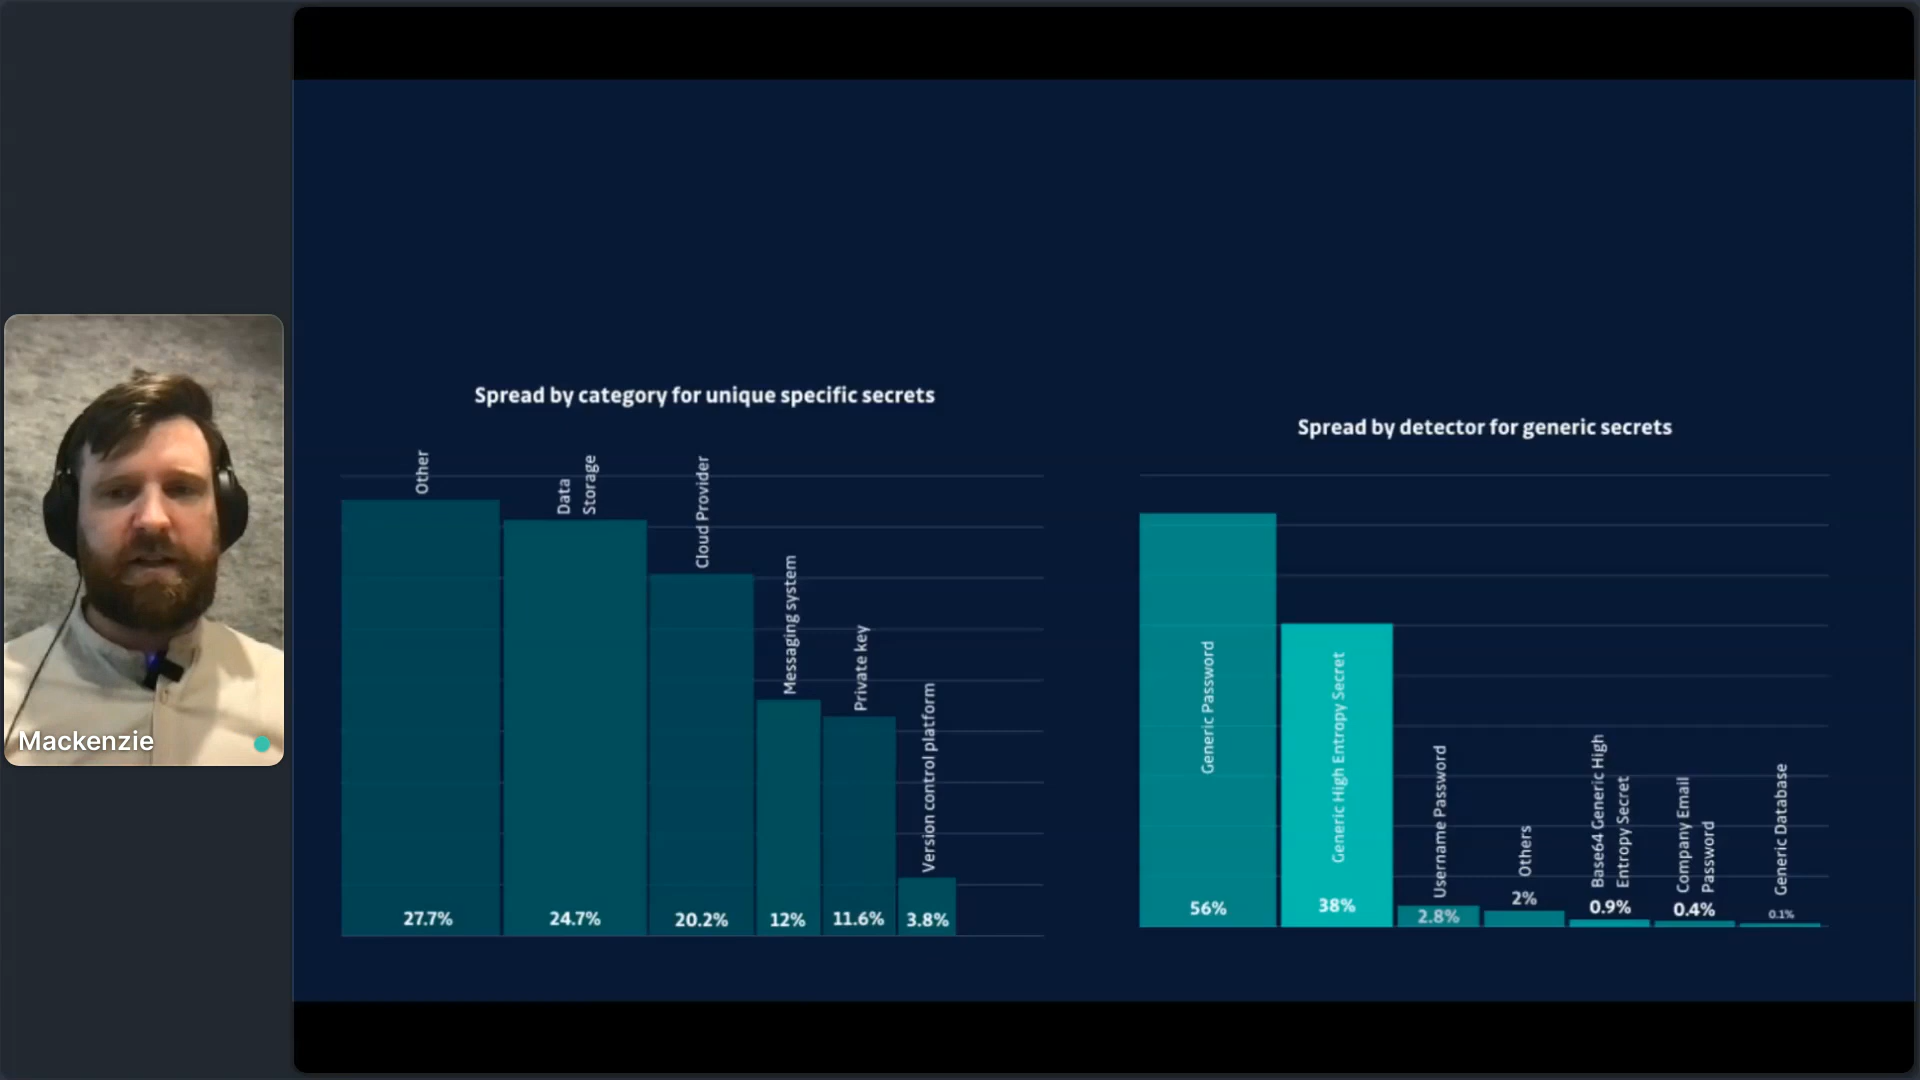 Spread by category for unique specific secrets
Other
Data
Storage
Cloud Provider
Messaging system
Private key
Version control platform
27.7%
24.7%
20.2%
12%
11.6%
3.8%
Spread by detector for generic secrets
Generic Password
Generic High Entropy Secret
Username Password
Others
Base64 Generic High
Entropy Secret
Company Email
Password
Generic Database
56%
38%
2.8%
2%
0.9%
0.4%
0.1%
Mackenzie